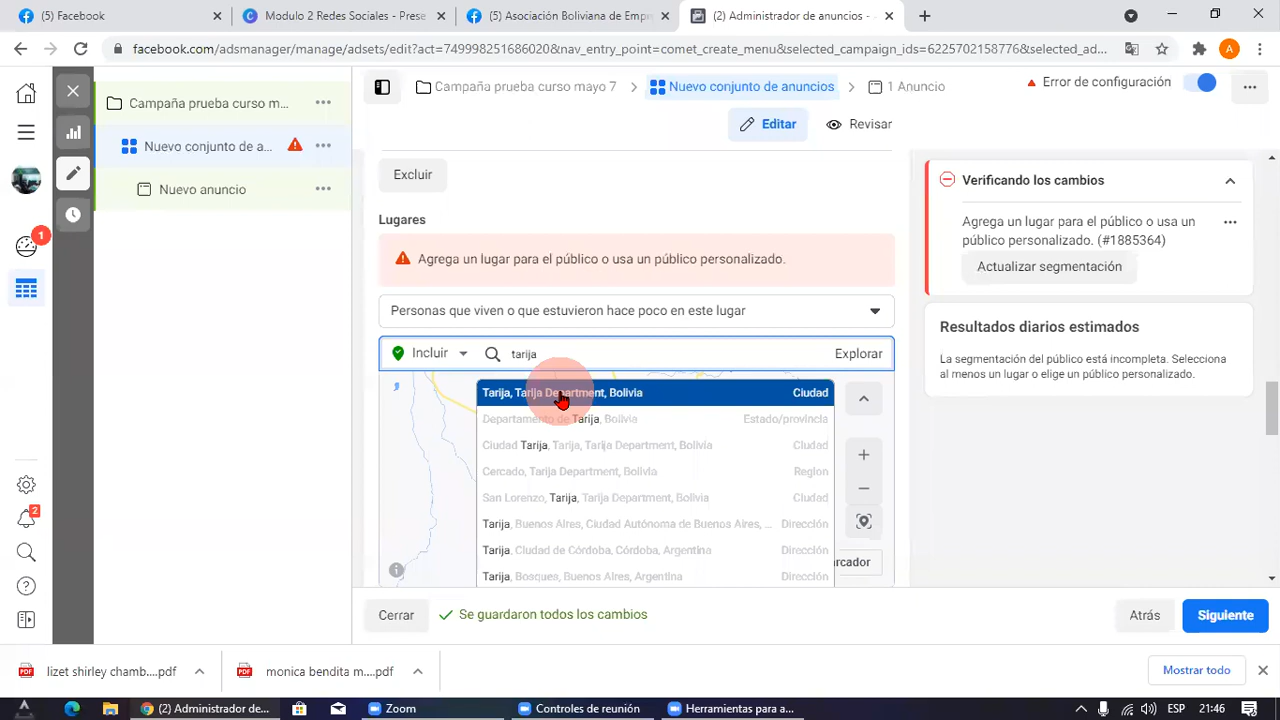 (5) Facebook
Modulo 2 Redes Sociales - Pres
(5) Asociación Boliviana de Emp
(2) Administrador de anuncios -
facebook.com/adsmanager/manage/adsets/edit?act=749998251686020&nav_entry_point=comet_create_menu&selected_campaign_ids=6225702158776&selected_ad...
A
Campaña prueba curso m...
Nuevo conjunto de a...
Nuevo anuncio
1
2
Campaña prueba curso mayo 7
Nuevo conjunto de anuncios
1 Anuncio
Error de configuración
Editar
Revisar
Excluir
Lugares
Agrega un lugar para el público o usa un público personalizado.
Personas que viven o que estuvieron hace poco en este lugar
Incluir
tarija
Explorar
Tarija, Tarija Department, Bolivia Ciudad
Departamento de Tarija, Bolivia Estado/provincia
Ciudad Tarija, Tarija, Tarija Department, Bolivia Ciudad
Cercado, Tarija Department, Bolivia Region
San Lorenzo, Tarija, Tarija Department, Bolivia Ciudad
Tarija, Buenos Aires, Ciudad Autónoma de Buenos Aires, ... Dirección
Tarija, Ciudad de Córdoba, Córdoba, Argentina Dirección
Tarija, Bosques, Buenos Aires, Argentina Dirección
arcador
Verificando los cambios
Agrega un lugar para el público o usa un
público personalizado. (#1885364)
Actualizar segmentación
Resultados diarios estimados
La segmentación del público está incompleta. Selecciona
al menos un lugar o elige un público personalizado.
Cerrar
Se guardaron todos los cambios
Atrás
Siguiente
lizet shirley chamb....pdf
monica bendita m....pdf
Mostrar todo
(2) Administrador de...
Zoom
Controles de reunión
Herramientas para a...
ESP
21:46